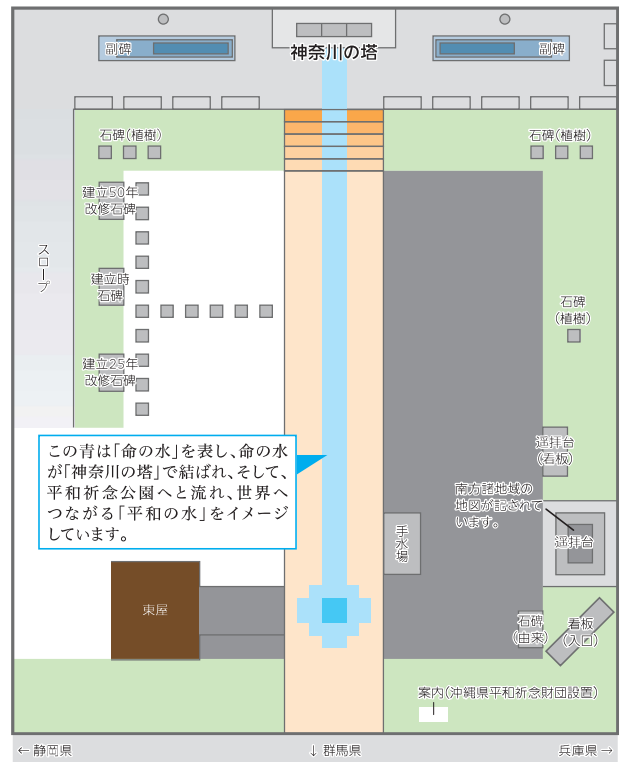 副碑
神奈川の塔
副碑
石碑(植樹)
石碑(植樹)
建立50年
改修石碑
スロープ
建立時
石碑
石碑
(植樹)
建立25年
改修石碑
この青は「命の水」を表し、命の水
が「神奈川の塔」で結ばれ、そして、
平和祈念公園へと流れ、世界へ
つながる「平和の水」をイメージ
しています。
遥拝台
(看板)
南方諸地域の
地図が記されて
います。
手水場
遥拝台
東屋
石碑
(由来)
看板
(入口)
案内(沖縄県平和祈念財団設置)
← 静岡県
↓ 群馬県
兵庫県 →